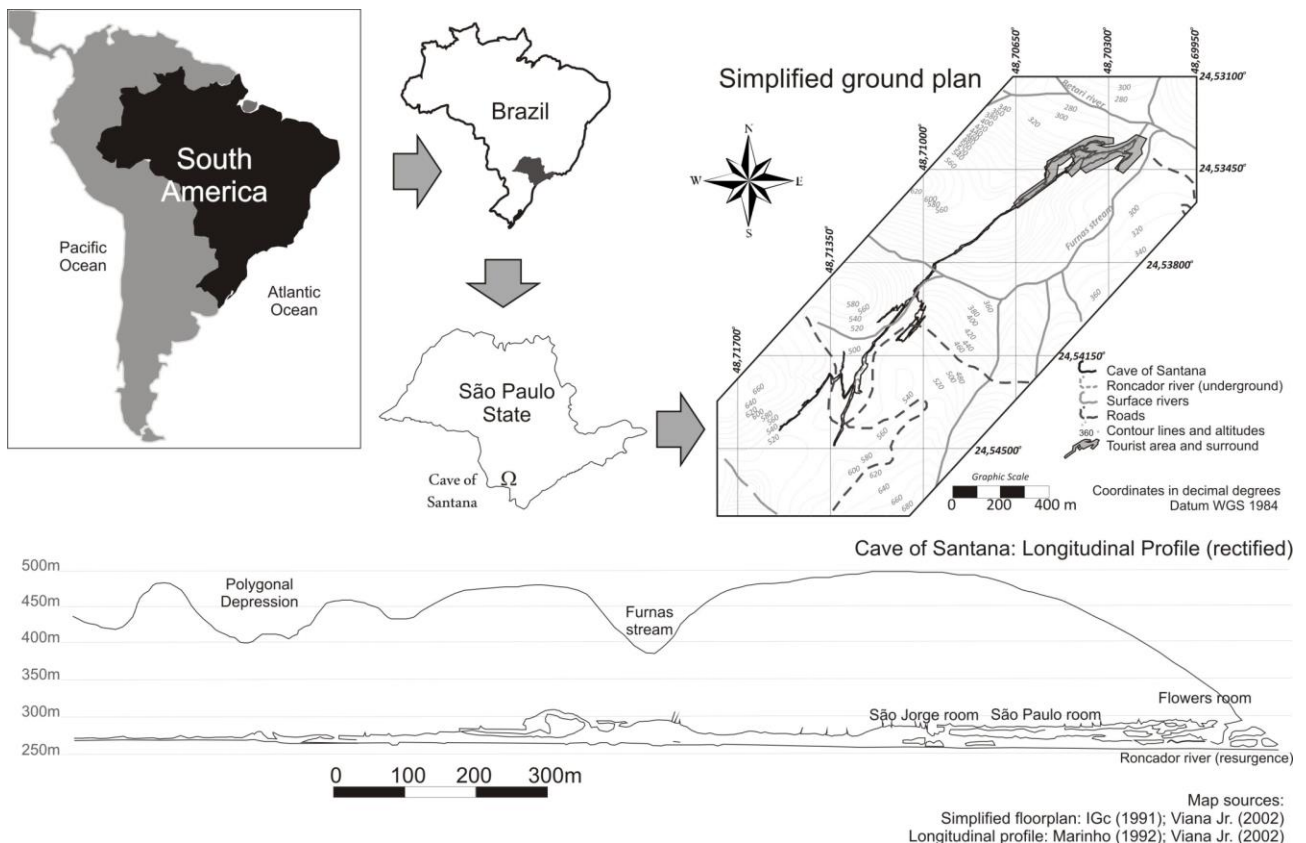 South
America
Pacific
Ocean
Atlantic
Ocean
Brazil
São Paulo
State
Cave of
Santana
Ω
Simplified ground plan
N
W
E
S
48,70650˚
48,70300˚
48,69950˚
24,53100˚
48,71000˚
24,53450˚
48,71350˚
24,53800˚
48,71700˚
24,54150˚
24,54500˚
Betari river
Furnas stream
Cave of Santana
Roncador river (underground)
Surface rivers
Roads
360 Contour lines and altitudes
Tourist area and surround
Graphic Scale
0 200 400 m
Coordinates in decimal degrees
Datum WGS 1984
Cave of Santana: Longitudinal Profile (rectified)
500m
450m
400m
350m
300m
250m
Polygonal
Depression
Furnas
stream
Flowers room
São Jorge room
São Paulo room
Roncador river (resurgence)
0 100 200 300m
Map sources:
Simplified floorplan: IGc (1991); Viana Jr. (2002)
Longitudinal profile: Marinho (1992); Viana Jr. (2002)